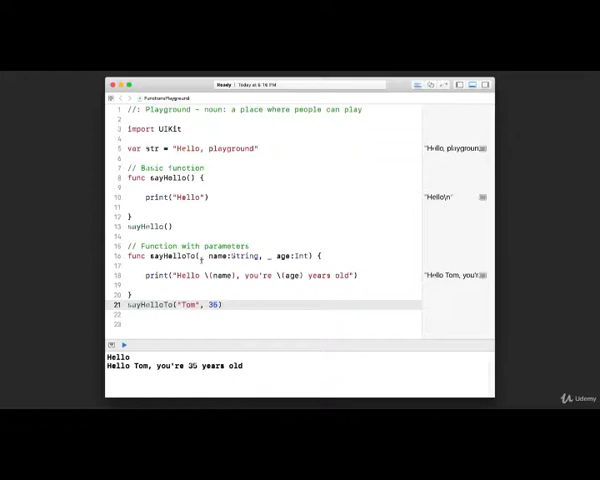 Ready | Today at 5:16 PM
FunctionsPlayground
1 //: Playground - noun: a place where people can play
2
3 import UIKit
4
5 var str = "Hello, playground"
"Hello, playgroun
6
7 // Basic function
8 func sayHello() {
9
10 print("Hello")
"Hello\n"
11
12 }
13 sayHello()
14
15 // Function with parameters
16 func sayHelloTo(_ name:String, _ age:Int) {
17
18 print("Hello \(name), you're \(age) years old")
"Hello Tom, you'r
19
20 }
21 sayHelloTo("Tom", 35)
22
23
Hello
Hello Tom, you're 35 years old
Udemy